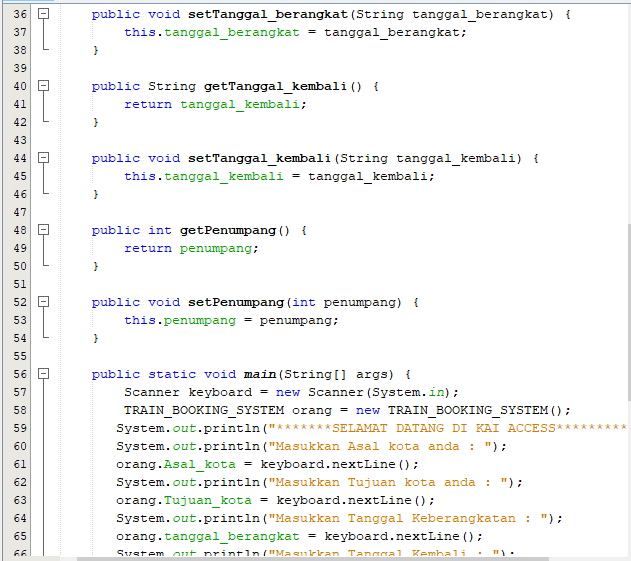 36 public void setTanggal_berangkat(String tanggal_berangkat) {
37 this.tanggal_berangkat = tanggal_berangkat;
38 }
39
40 public String getTanggal_kembali() {
41 return tanggal_kembali;
42 }
43
44 public void setTanggal_kembali(String tanggal_kembali) {
45 this.tanggal_kembali = tanggal_kembali;
46 }
47
48 public int getPenumpang() {
49 return penumpang;
50 }
51
52 public void setPenumpang(int penumpang) {
53 this.penumpang = penumpang;
54 }
55
56 public static void main(String[] args) {
57 Scanner keyboard = new Scanner(System.in);
58 TRAIN_BOOKING_SYSTEM orang = new TRAIN_BOOKING_SYSTEM();
59 System.out.println("*******SELAMAT DATANG DI KAI ACCESS*********
60 System.out.println("Masukkan Asal kota anda : ");
61 orang.Asal_kota = keyboard.nextLine();
62 System.out.println("Masukkan Tujuan kota anda : ");
63 orang.Tujuan_kota = keyboard.nextLine();
64 System.out.println("Masukkan Tanggal Keberangkatan : ");
65 orang.tanggal_berangkat = keyboard.nextLine();
66 System.out.println("Masukkan Tanggal Kembali : ");